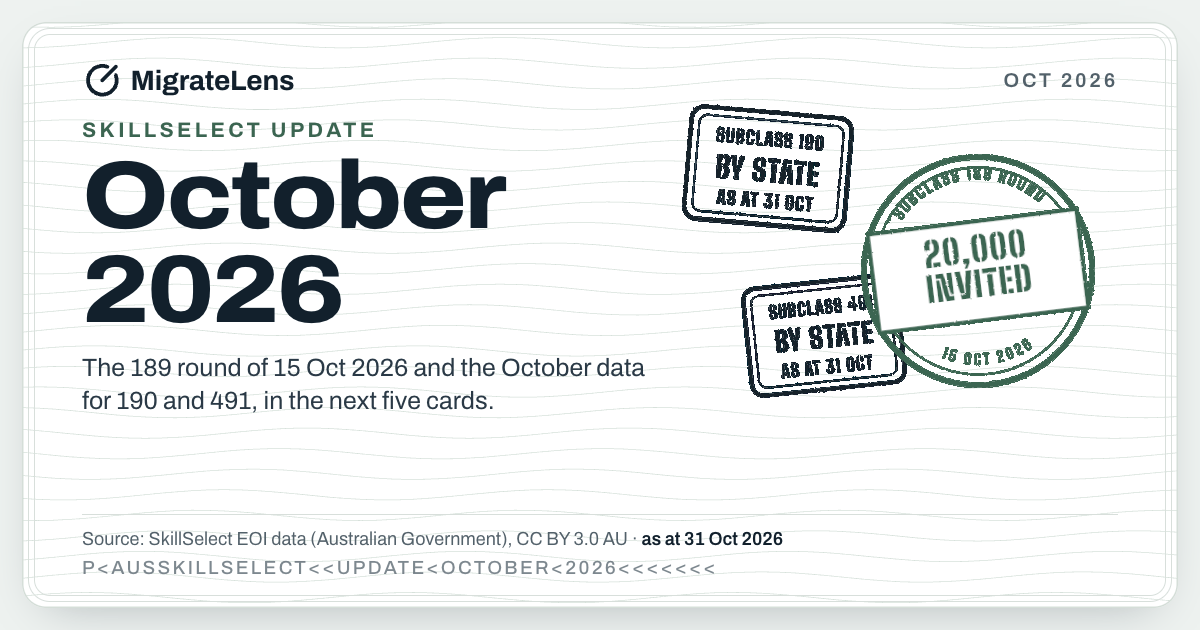 MigrateLens
OCT 2026
SKILLSELECT UPDATE
October
2026
The 189 round of 15 Oct 2026 and the October data
for 190 and 491, in the next five cards.
SUBCLASS 190
BY STATE
AS AT 31 OCT
SUBCLASS 189 ROUND
20,000
INVITED
15 OCT 2026
SUBCLASS
BY STATE
AS AT 31 OCT
Source: SkillSelect EOI data (Australian Government), CC BY 3.0 AU · as at 31 Oct 2026
P<AUSSKILLSELECT<<UPDATE<OCTOBER<2026<<<<<<<